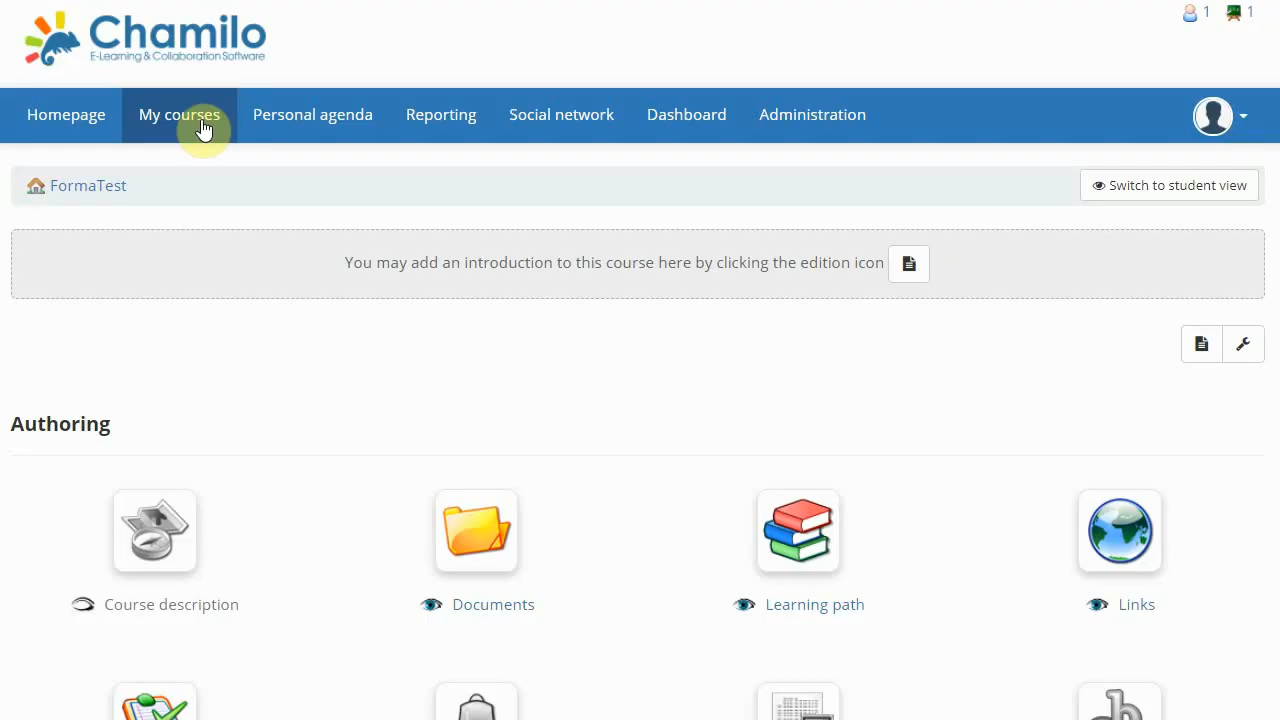 Chamilo
E-Learning & Collaboration Software
1 1
Homepage My courses Personal agenda Reporting Social network Dashboard Administration
FormaTest Switch to student view
You may add an introduction to this course here by clicking the edition icon
Authoring
Course description Documents Learning path Links